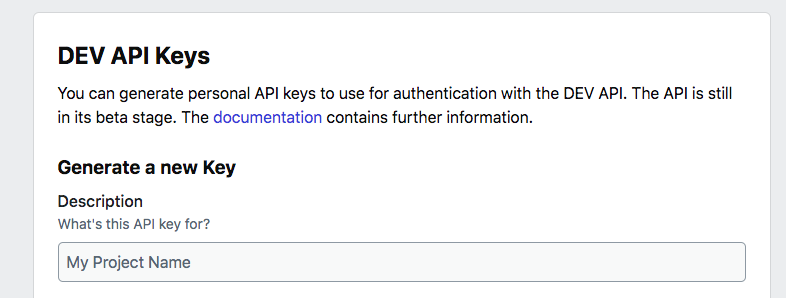 DEV API Keys
You can generate personal API keys to use for authentication with the DEV API. The API is still
in its beta stage. The documentation contains further information.
Generate a new Key
Description
What's this API key for?
My Project Name